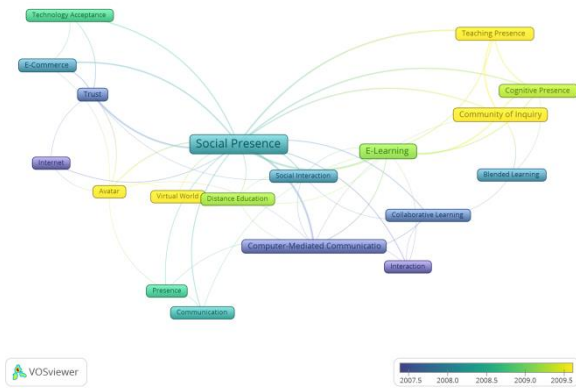 Technology Acceptance
Teaching Presence
E-Commerce
Cognitive Presence
Trust
Community of Inquiry
Social Presence
E-Learning
Internet
Social Interaction
Blended Learning
Avatar
Virtual World
Distance Education
Collaborative Learning
Computer-Mediated Communicatio
Interaction
Presence
Communication
VOSviewer
2007.5 2008.0 2008.5 2009.0 2009.5